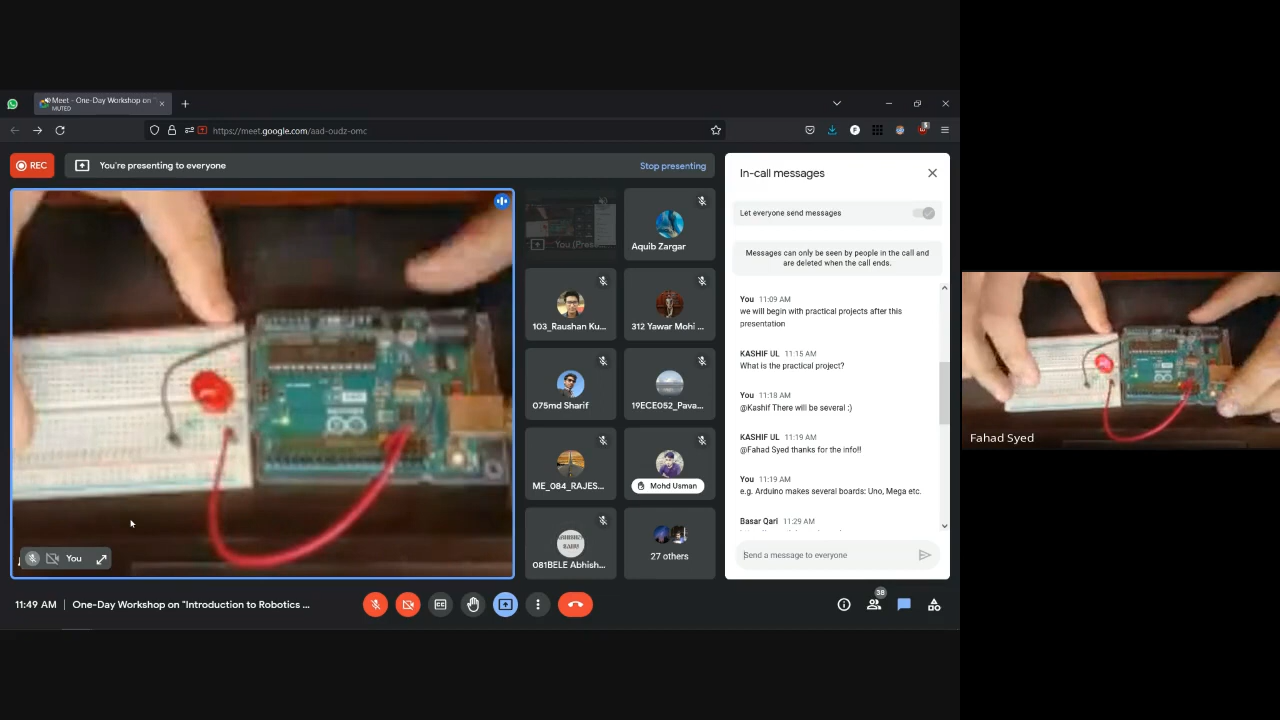 Meet - One-Day Workshop on "
MUTED
https://meet.google.com/aad-oudz-omc
5
REC
You're presenting to everyone
Stop presenting
You (Pres...
Aquib Zargar
103_Raushan Ku...
312 Yawar Mohi ...
075md Sharif
19ECE052_Pava...
ME_084_RAJES...
Mohd Usman
081BELE Abhish...
27 others
You
In-call messages
Let everyone send messages
Messages can only be seen by people in the call and
are deleted when the call ends.
You 11:09 AM
we will begin with practical projects after this
presentation
KASHIF UL 11:15 AM
What is the practical project?
You 11:18 AM
@Kashif There will be several :)
KASHIF UL 11:19 AM
@Fahad Syed thanks for the info!!
You 11:19 AM
e.g. Arduino makes several boards: Uno, Mega etc.
Basar Qari 11:29 AM
Send a message to everyone
11:49 AM | One-Day Workshop on "Introduction to Robotics ...
38
Fahad Syed